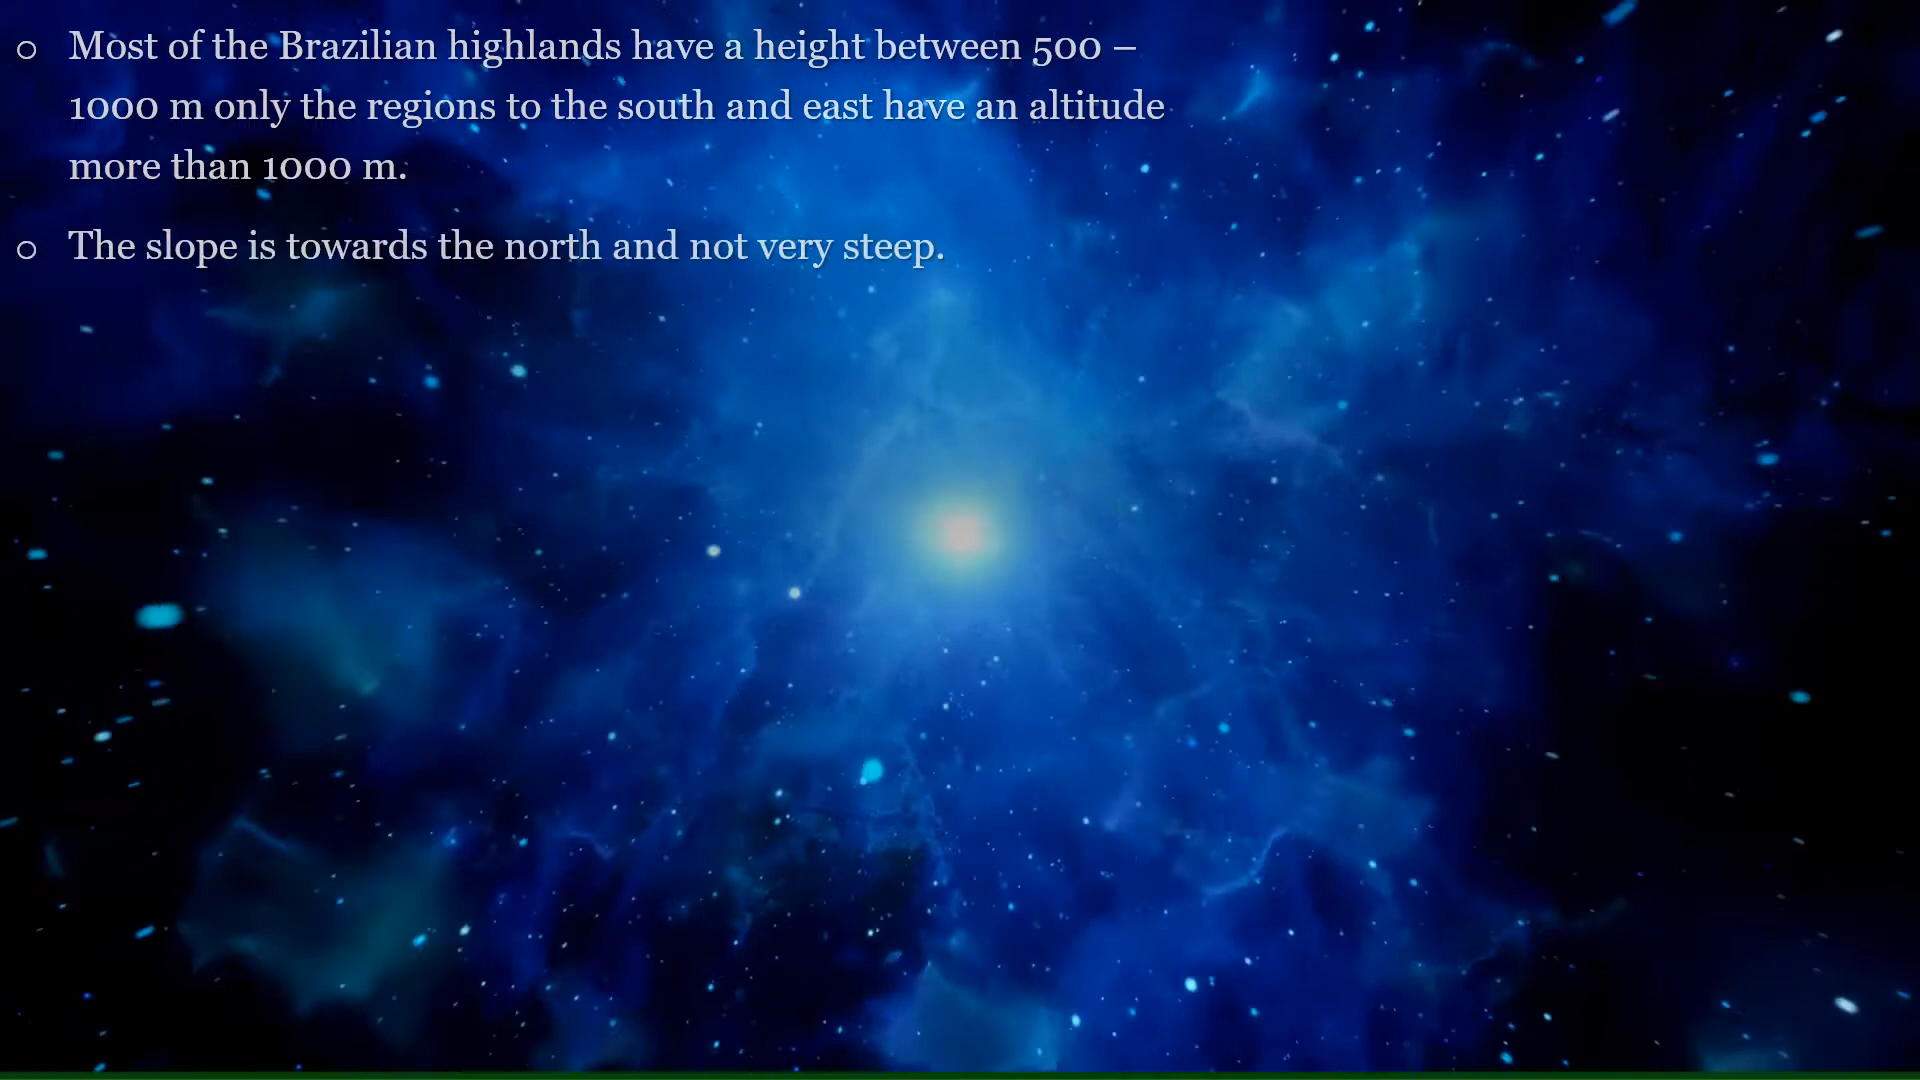 ○ Most of the Brazilian highlands have a height between 500 –
1000 m only the regions to the south and east have an altitude
more than 1000 m.
○ The slope is towards the north and not very steep.